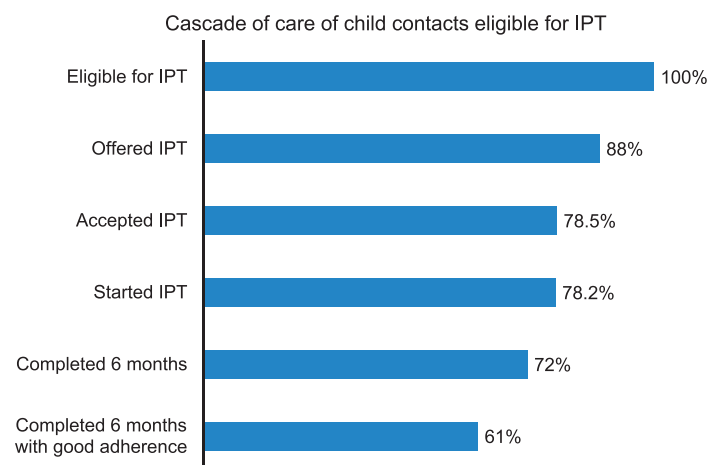 Cascade of care of child contacts eligible for IPT
Eligible for IPT
100%
Offered IPT
88%
Accepted IPT
78.5%
Started IPT
78.2%
Completed 6 months
72%
Completed 6 months
with good adherence
61%